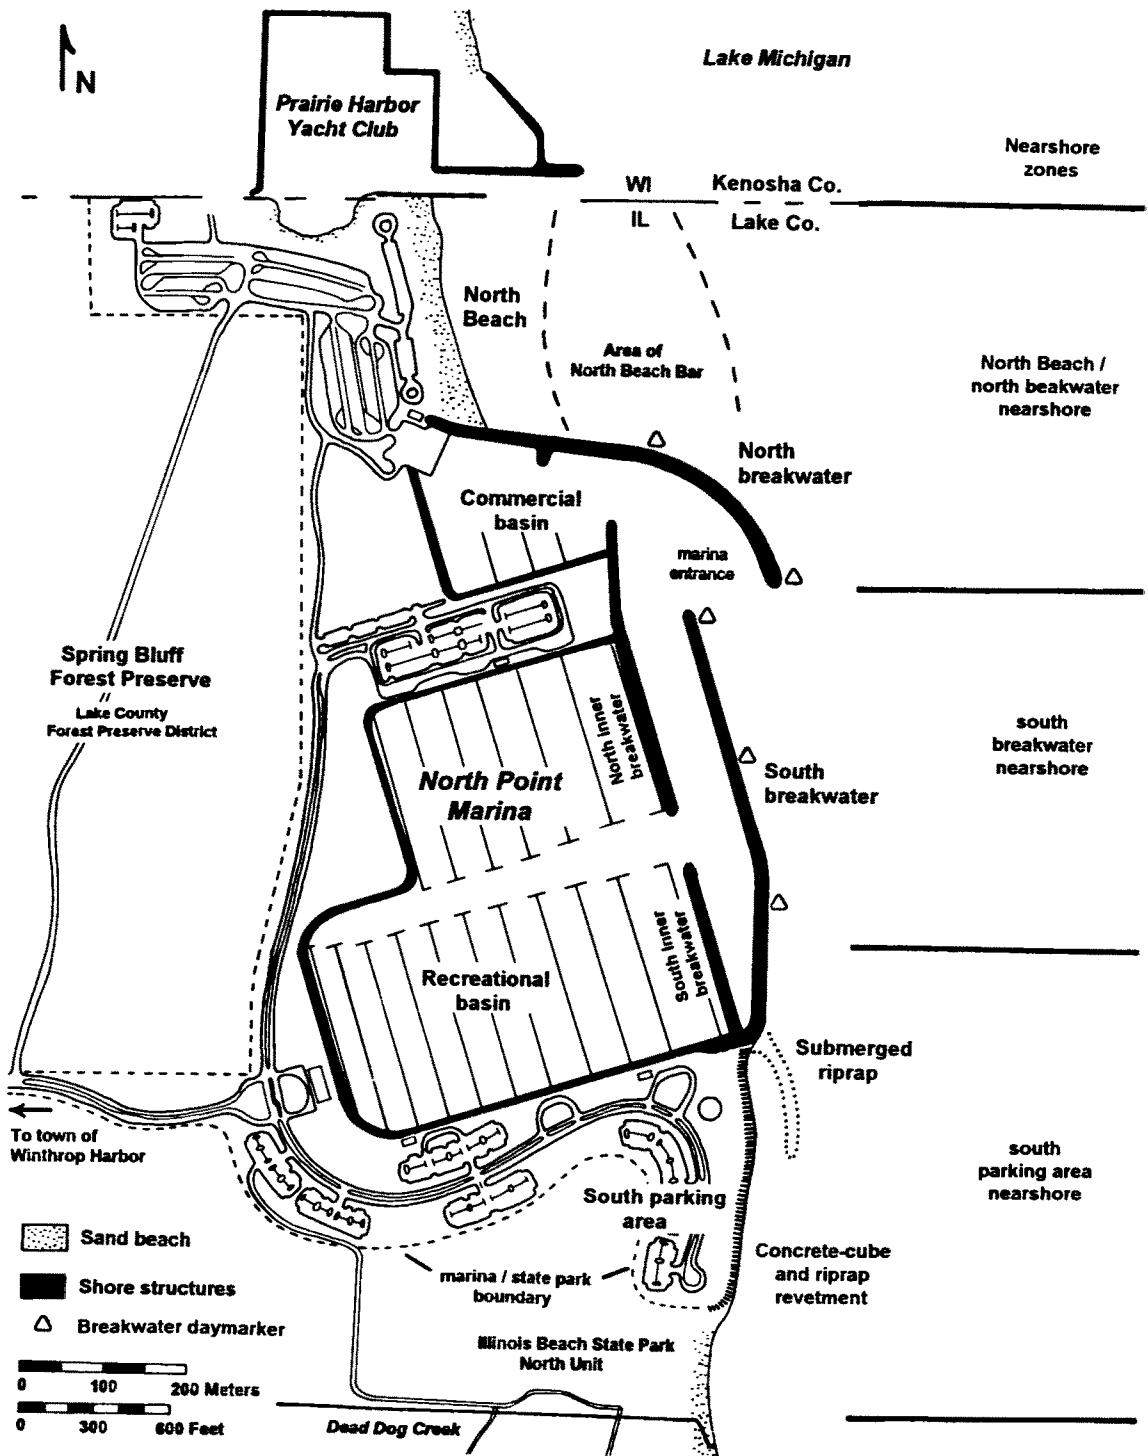 N
Lake Michigan
Prairie Harbor
Yacht Club
Nearshore
zones
WI
Kenosha Co.
IL
Lake Co.
North
Beach
Area of
North Beach Bar
North Beach /
north beakwater
nearshore
North
breakwater
Commercial
basin
marina
entrance
Spring Bluff
Forest Preserve
Lake County
Forest Preserve District
North inner
breakwater
south
breakwater
nearshore
North Point
Marina
South
breakwater
South inner
breakwater
Recreational
basin
Submerged
riprap
To town of
Winthrop Harbor
south
parking area
nearshore
South parking
area
Sand beach
Concrete-cube
and riprap
revetment
marina / state park
boundary
Shore structures
Breakwater daymarker
Illinois Beach State Park
North Unit
0 100 200 Meters
0 300 600 Feet
Dead Dog Creek